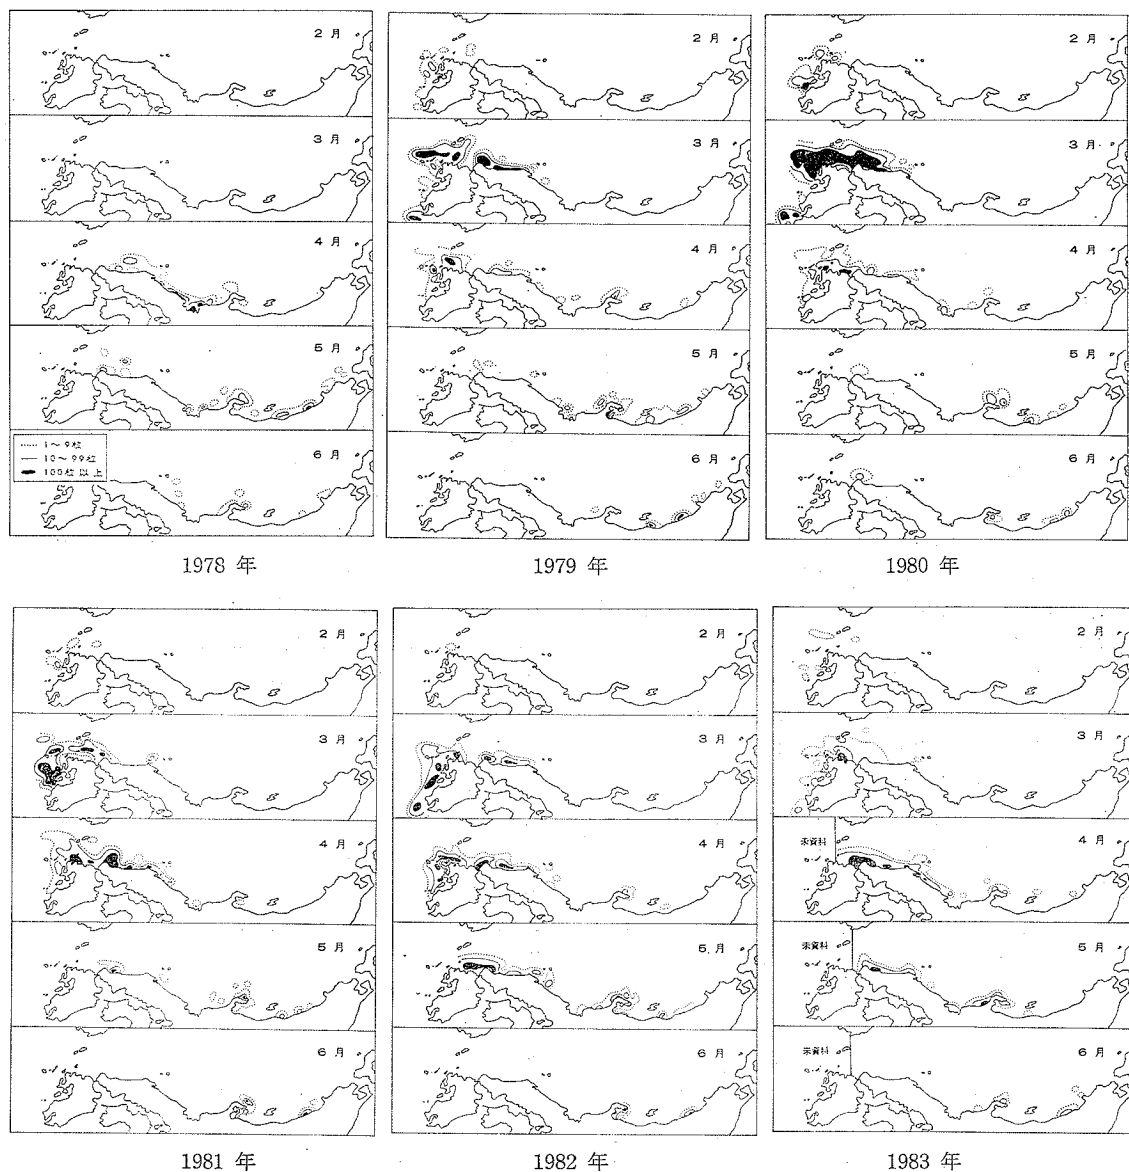 2月
3月
4月
5月
1～9粒
10～99粒
100粒以上
6月
1978 年
2月
3月
4月
5月
6月
1979 年
2月
3月
4月
5月
6月
1980 年
2月
3月
4月
5月
6月
1981 年
2月
3月
4月
5月
6月
1982 年
2月
3月
未資料
4月
未資料
5月
未資料
6月
1983 年